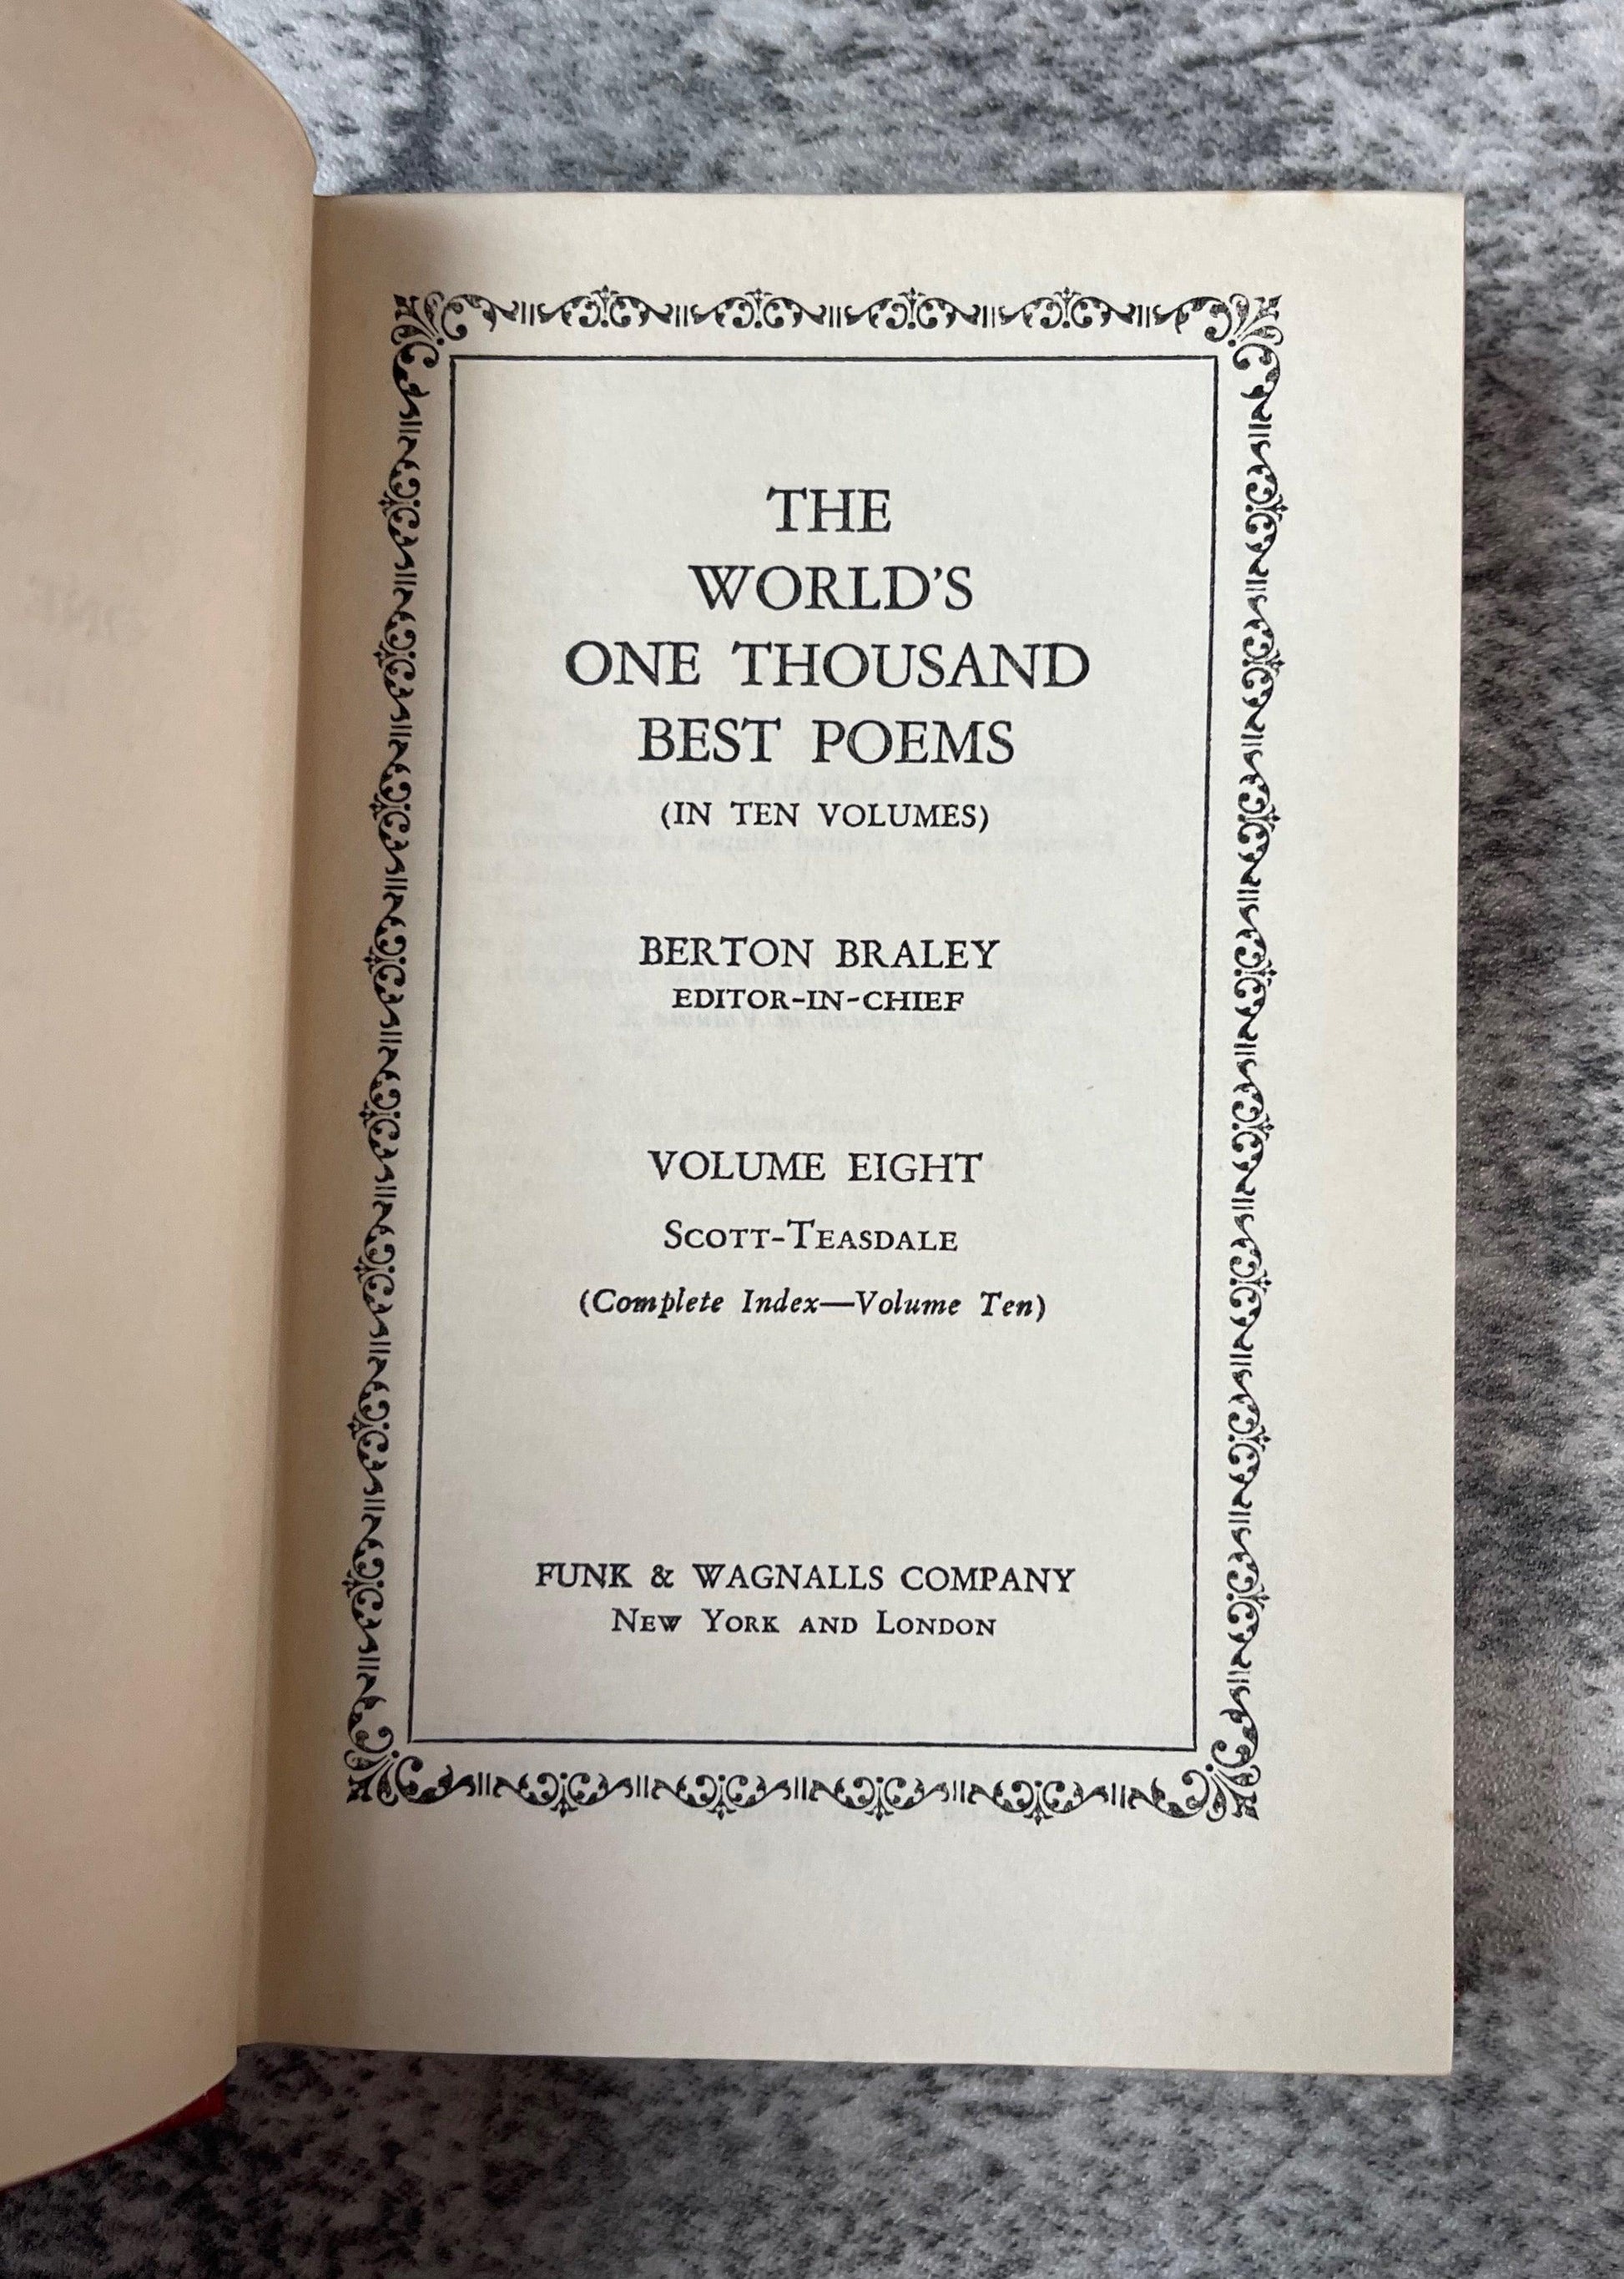 THE
WORLD'S
ONE THOUSAND
BEST POEMS
(IN TEN VOLUMES)
BERTON BRALEY
EDITOR-IN-CHIEF
VOLUME EIGHT
SCOTT-TEASDALE
(Complete Index—Volume Ten)
FUNK & WAGNALLS COMPANY
NEW YORK AND LONDON